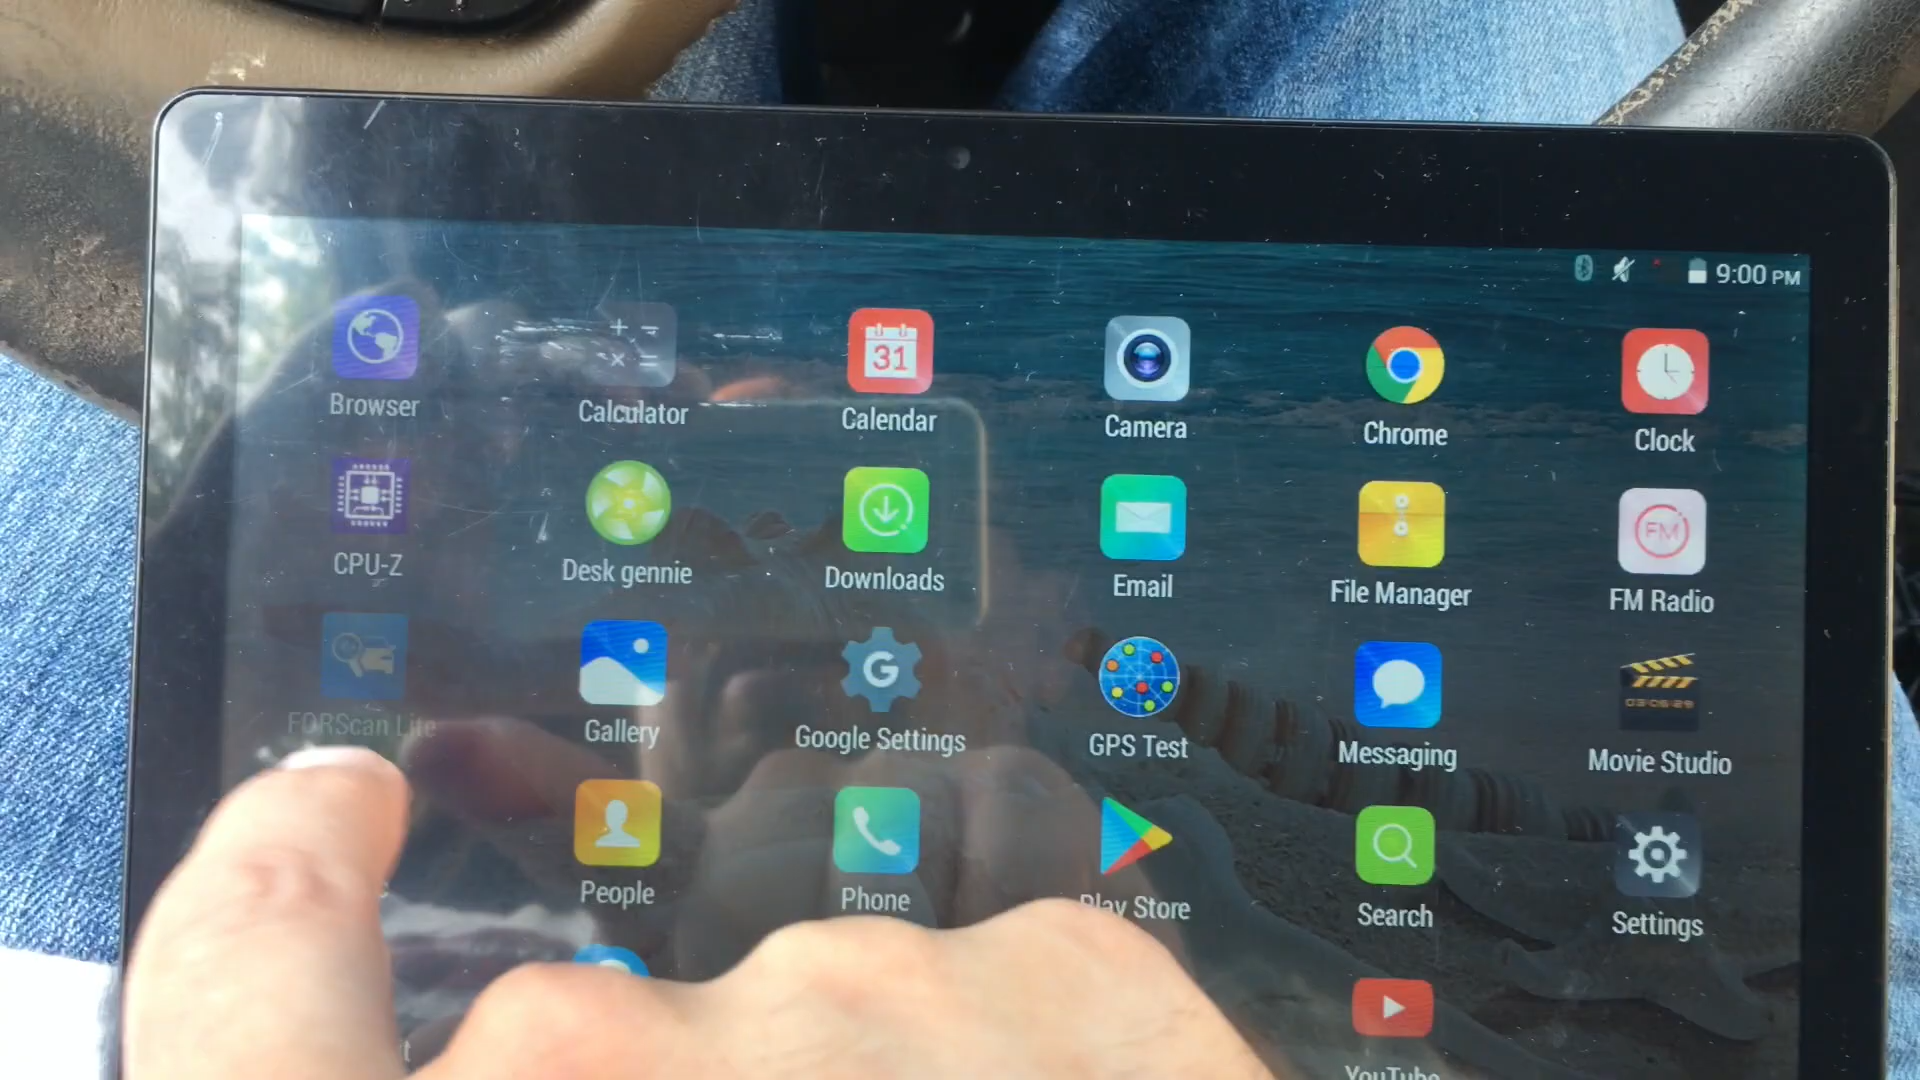 9:00 PM
31
Browser
Calculator
Calendar
Camera
Chrome
Clock
FM
CPU-Z
Desk gennie
Downloads
Email
File Manager
FM Radio
G
FORScan Lite
Gallery
Google Settings
GPS Test
Messaging
Movie Studio
People
Phone
Play Store
Search
Settings
YouTube